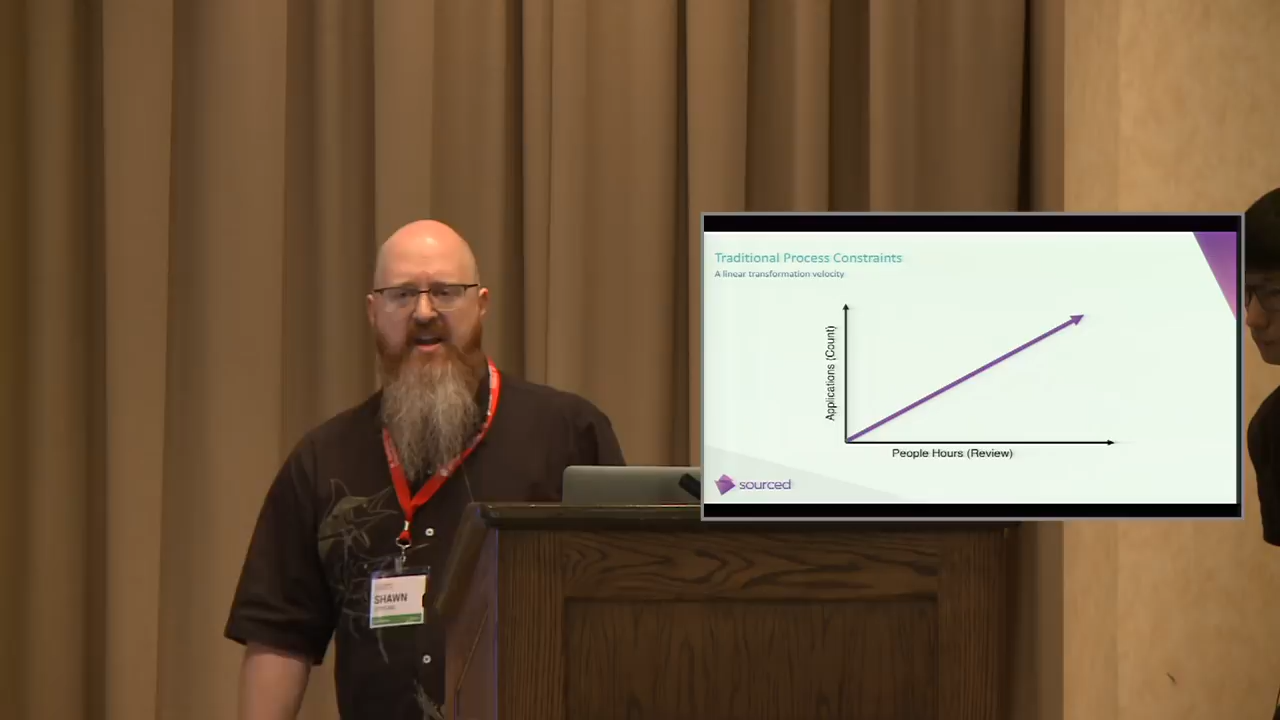 Traditional Process Constraints
A linear transformation velocity
Applications (Count)
People Hours (Review)
sourced
SHAWN